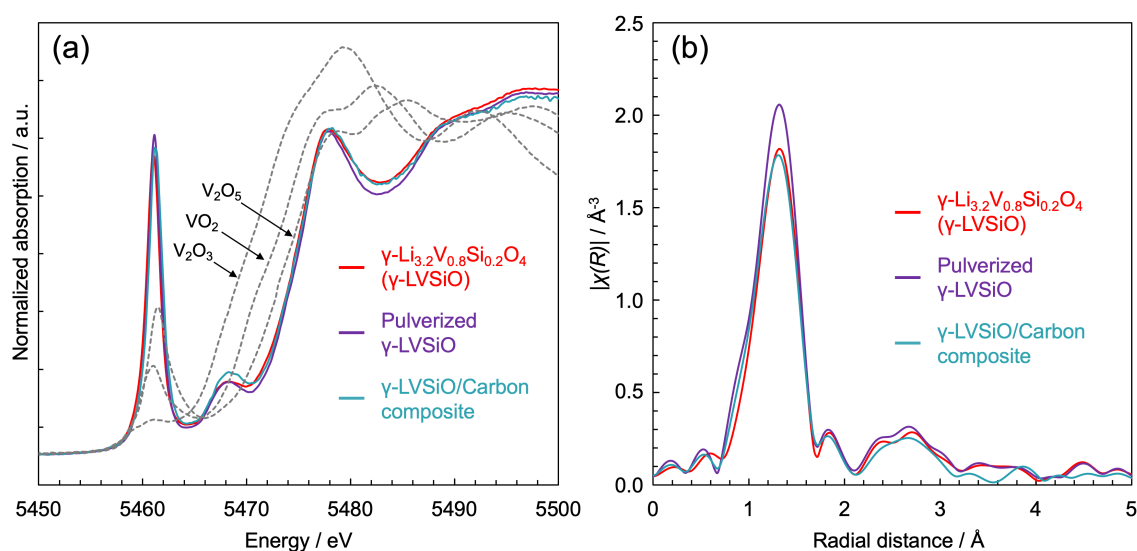 (a)
Normalized absorption / a.u.
V₂O₅
VO₂
V₂O₃
γ-Li₃.₂V₀.₈Si₀.₂O₄
(γ-LVSiO)
Pulverized
γ-LVSiO
γ-LVSiO/Carbon
composite
5450 5460 5470 5480 5490 5500
Energy / eV
(b)
|χ(R)| / Å⁻³
2.5
2.0
1.5
1.0
0.5
0.0
γ-Li₃.₂V₀.₈Si₀.₂O₄
(γ-LVSiO)
Pulverized
γ-LVSiO
γ-LVSiO/Carbon
composite
0 1 2 3 4 5
Radial distance / Å